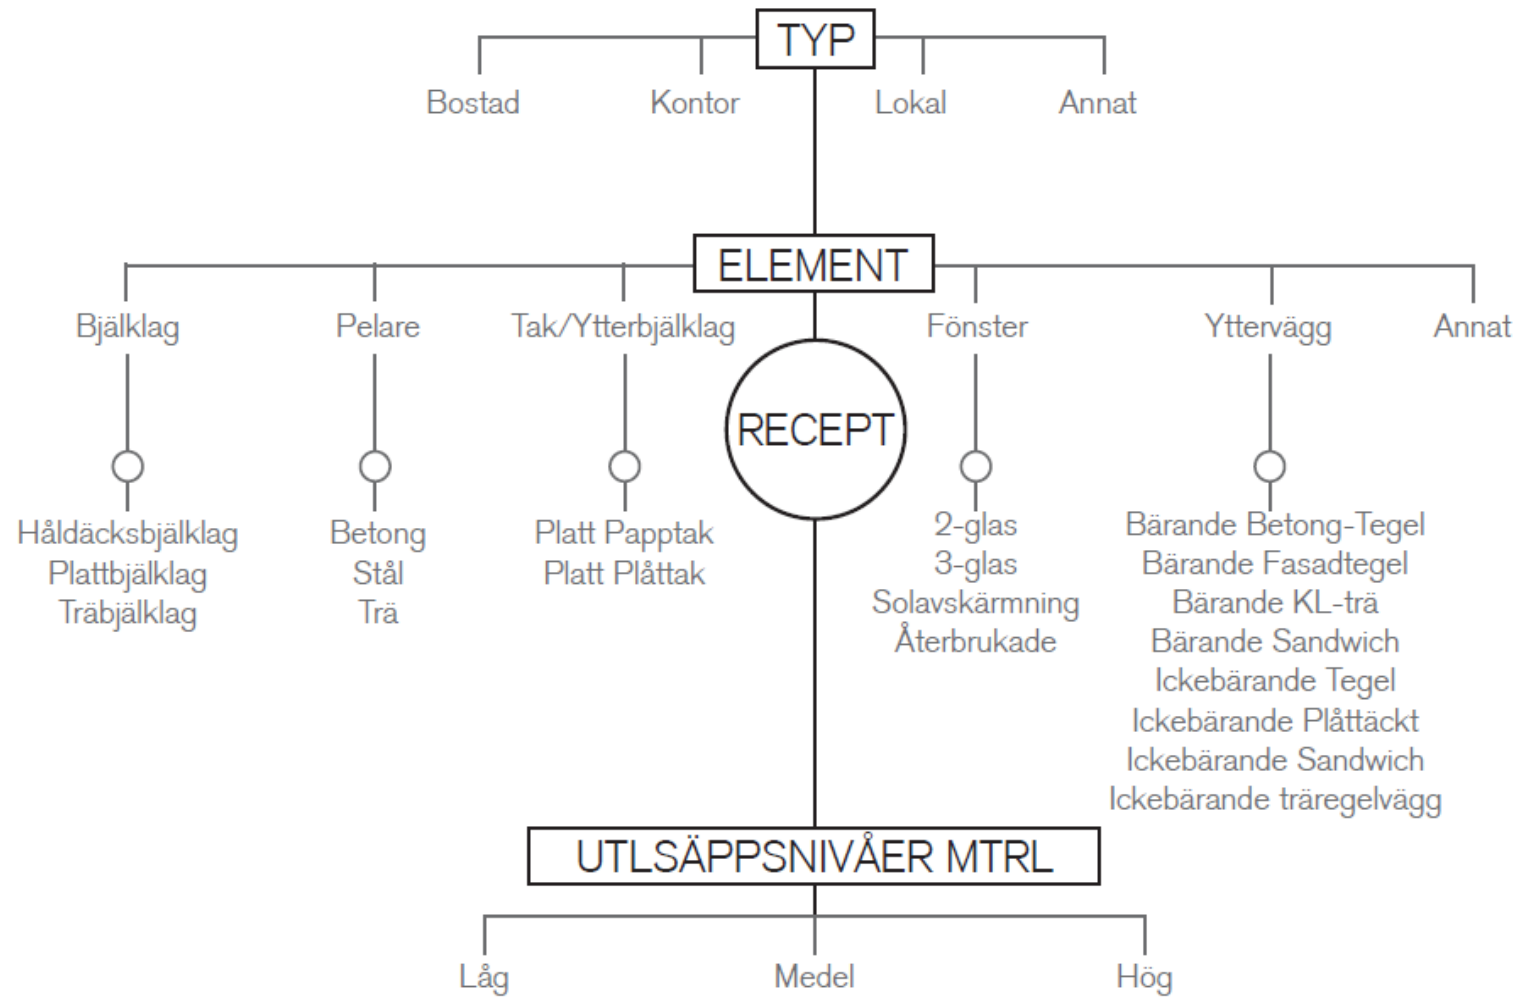 TYP
Bostad
Kontor
Lokal
Annat
ELEMENT
Bjälklag
Pelare
Tak/Ytterbjälklag
Fönster
Yttervägg
Annat
RECEPT
Håldäcksbjälklag
Plattbjälklag
Träbjälklag
Betong
Stål
Trä
Platt Papptak
Platt Plåttak
2-glas
3-glas
Solavskärmning
Återbrukade
Bärande Betong-Tegel
Bärande Fasadtegel
Bärande KL-trä
Bärande Sandwich
Ickebärande Tegel
Ickebärande Plåttäckt
Ickebärande Sandwich
Ickebärande träregelvägg
UTLSÄPPSNIVÅER MTRL
Låg
Medel
Hög